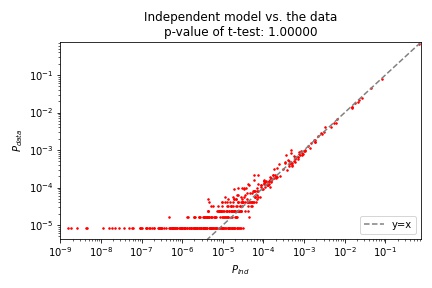 Independent model vs. the data
p-value of t-test: 1.00000
P_data
10⁻¹
10⁻²
10⁻³
10⁻⁴
10⁻⁵
y=x
10⁻⁹ 10⁻⁸ 10⁻⁷ 10⁻⁶ 10⁻⁵ 10⁻⁴ 10⁻³ 10⁻² 10⁻¹
P_ind